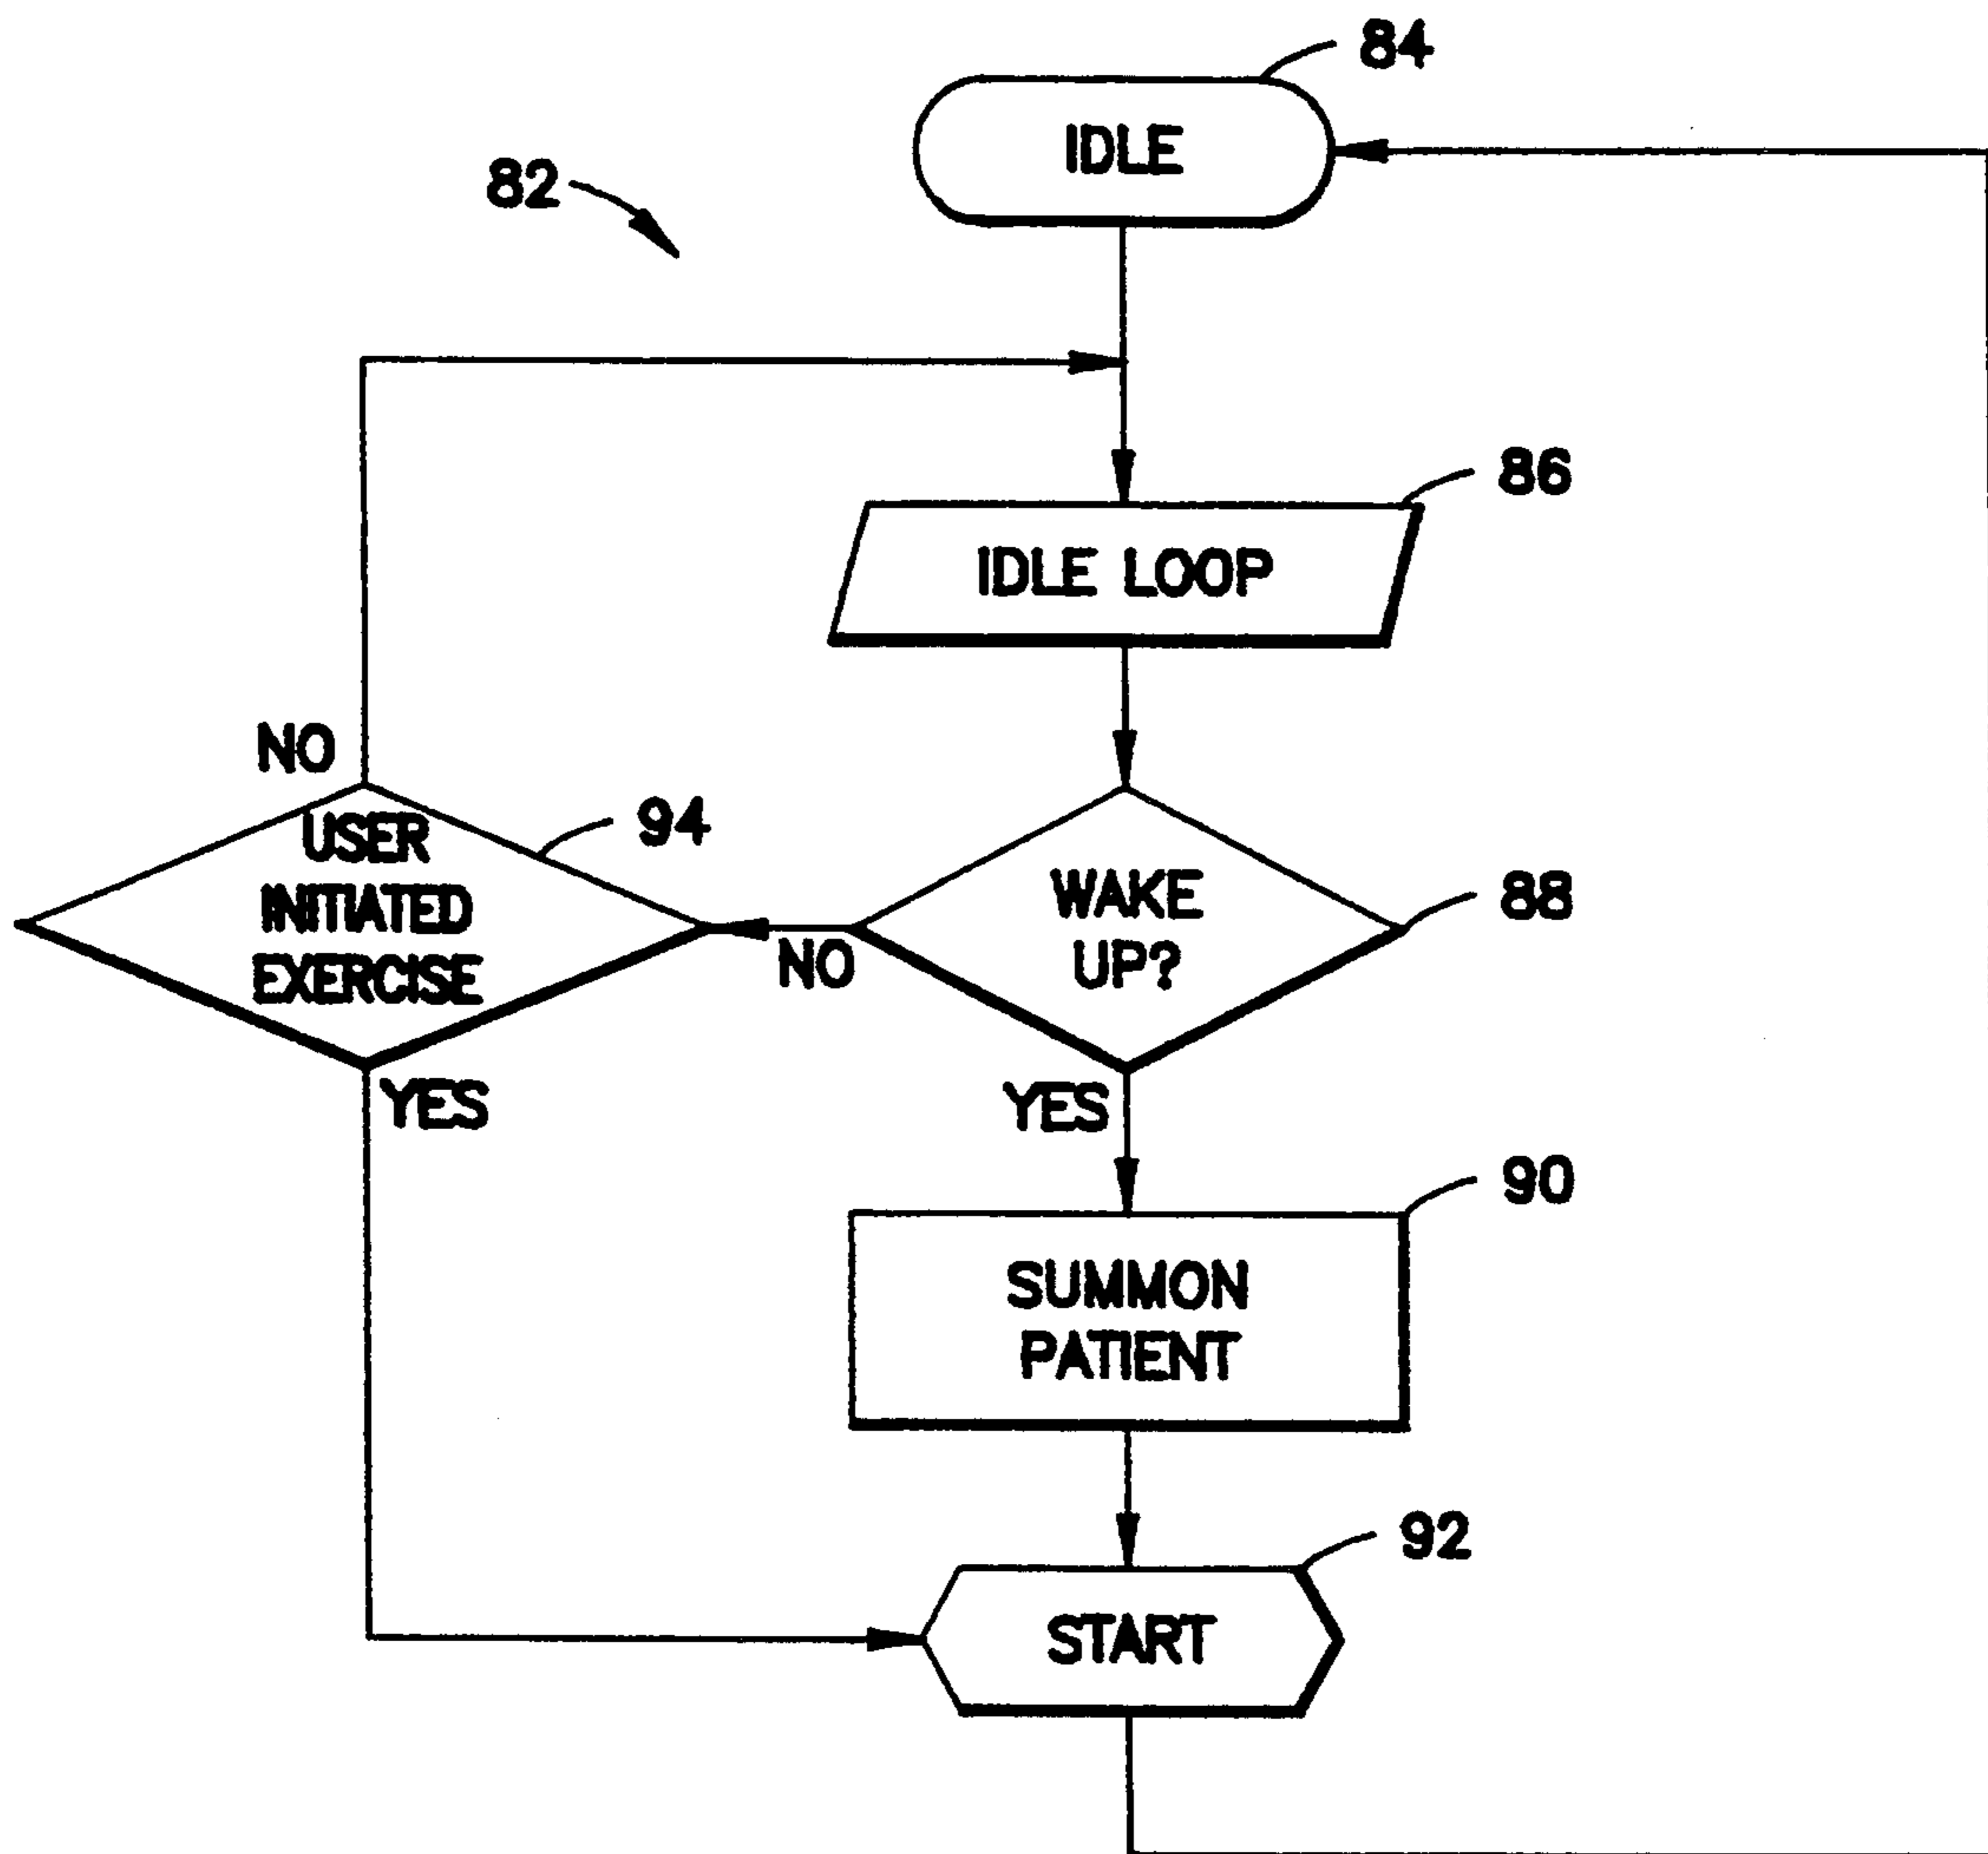 84
IDLE
82
86
IDLE LOOP
NO
USER
INITIATED
EXERCISE
94
WAKE
UP?
88
NO
YES
YES
90
SUMMON
PATIENT
92
START